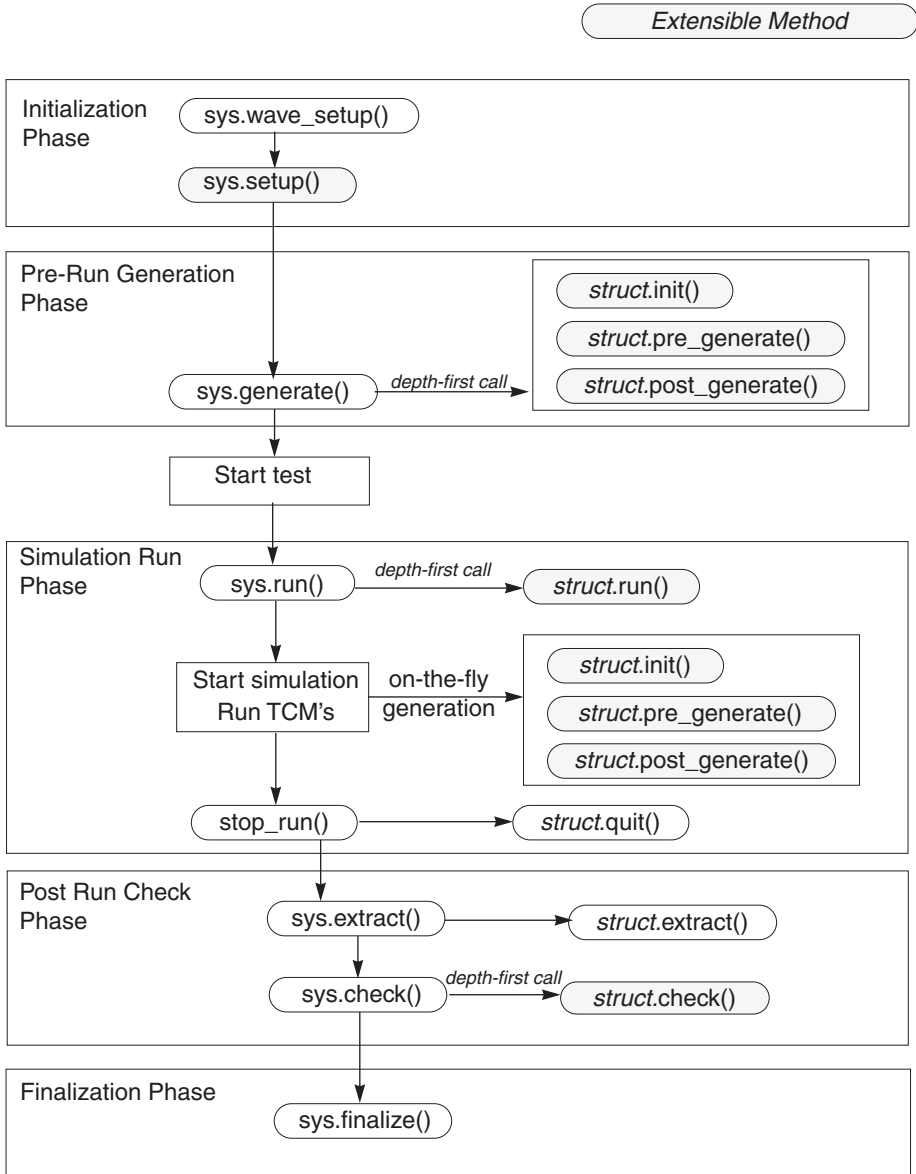 Extensible Method
Initialization
Phase
sys.wave_setup()
sys.setup()
Pre-Run Generation
Phase
struct.init()
struct.pre_generate()
sys.generate()
depth-first call
struct.post_generate()
Start test
Simulation Run
Phase
sys.run()
depth-first call
struct.run()
Start simulation
Run TCM's
on-the-fly
generation
struct.init()
struct.pre_generate()
struct.post_generate()
stop_run()
struct.quit()
Post Run Check
Phase
sys.extract()
struct.extract()
sys.check()
depth-first call
struct.check()
Finalization Phase
sys.finalize()